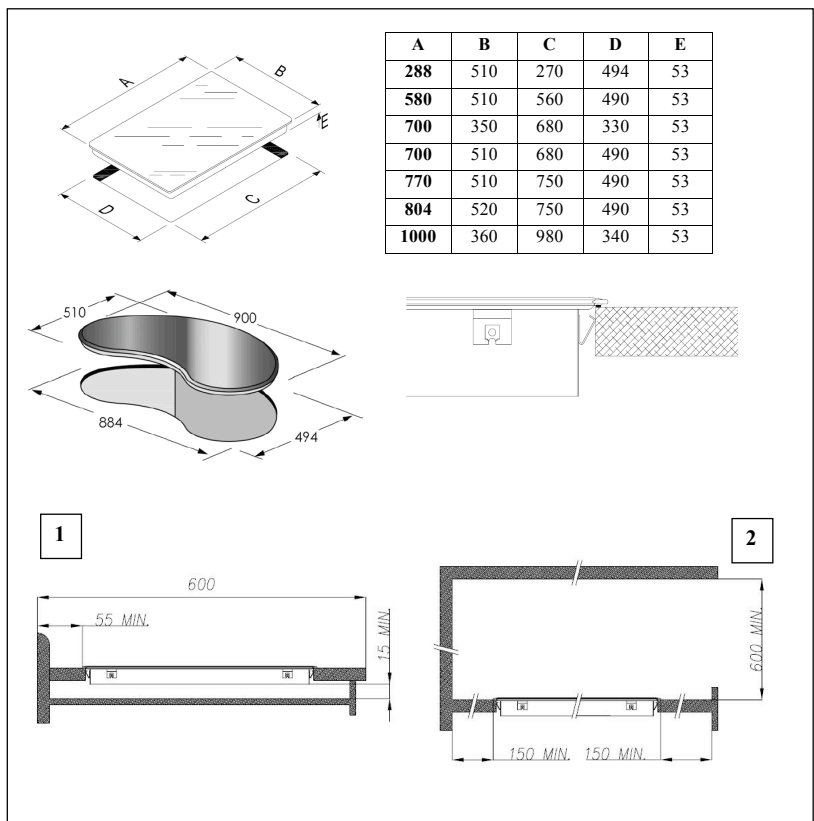 A
B
E
D
C
A B C D E
288 510 270 494 53
580 510 560 490 53
700 350 680 330 53
700 510 680 490 53
770 510 750 490 53
804 520 750 490 53
1000 360 980 340 53
510
900
884
494
1
600
55 MIN.
15 MIN.
2
600 MIN.
150 MIN. 150 MIN.